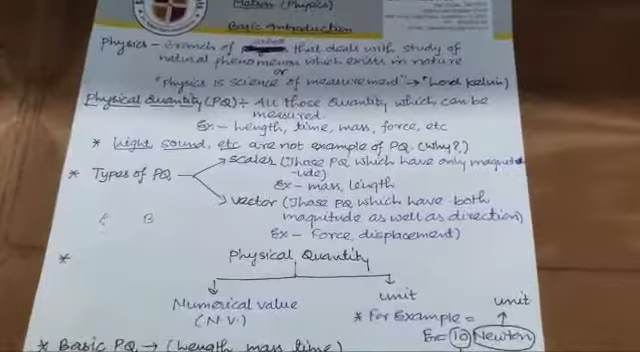 Motion (Physics)
Basic Introduction
Physics - Branch of science that deals with study of
natural phenomenon which exists in nature
or
"Physics is science of measurement" → "Lord Kelvin)
Physical Quantity (PQ) ÷ All those Quantity which can be
measured.
Ex - Length, time, mass, force, etc
* Light sound, etc are not example of PQ. (Why?)
* Types of PQ
scaler (Those PQ which have only magnit
-ude)
Ex - mass, length
vector (Those PQ which have both
magnitude as well as direction)
Ex - Force, displacement)
A B
* Physical Quantity
Numerical value
(N.V.)
unit
* For Example =
unit
Ex = 10 Newton
* Basic PQ → (Length mass time)